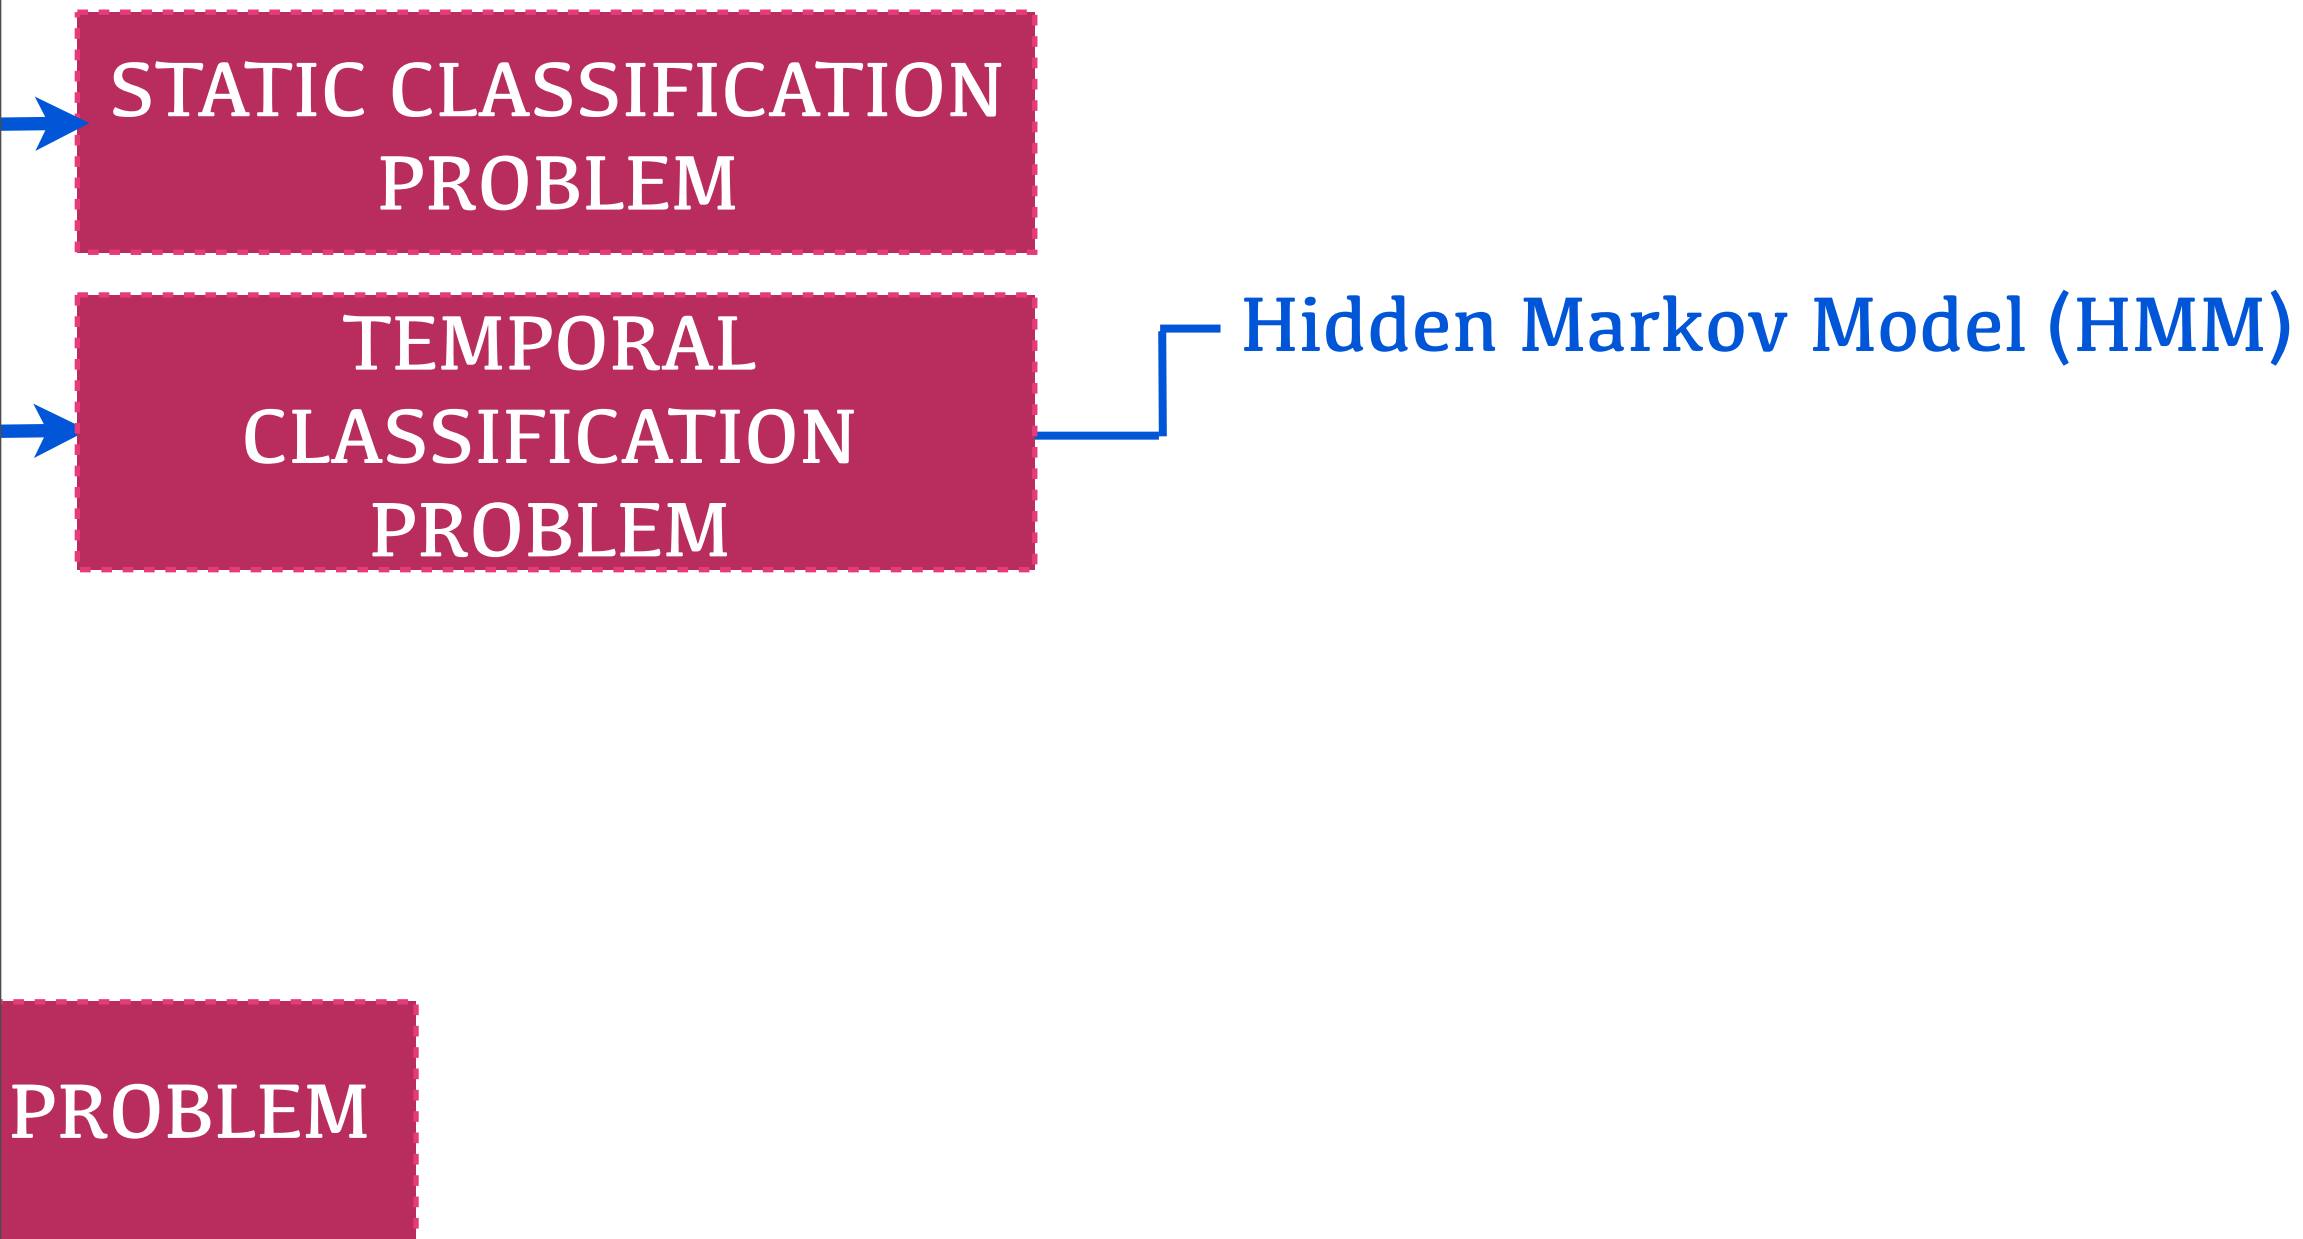 STATIC CLASSIFICATION
PROBLEM
TEMPORAL
CLASSIFICATION
PROBLEM
Hidden Markov Model (HMM)
PROBLEM